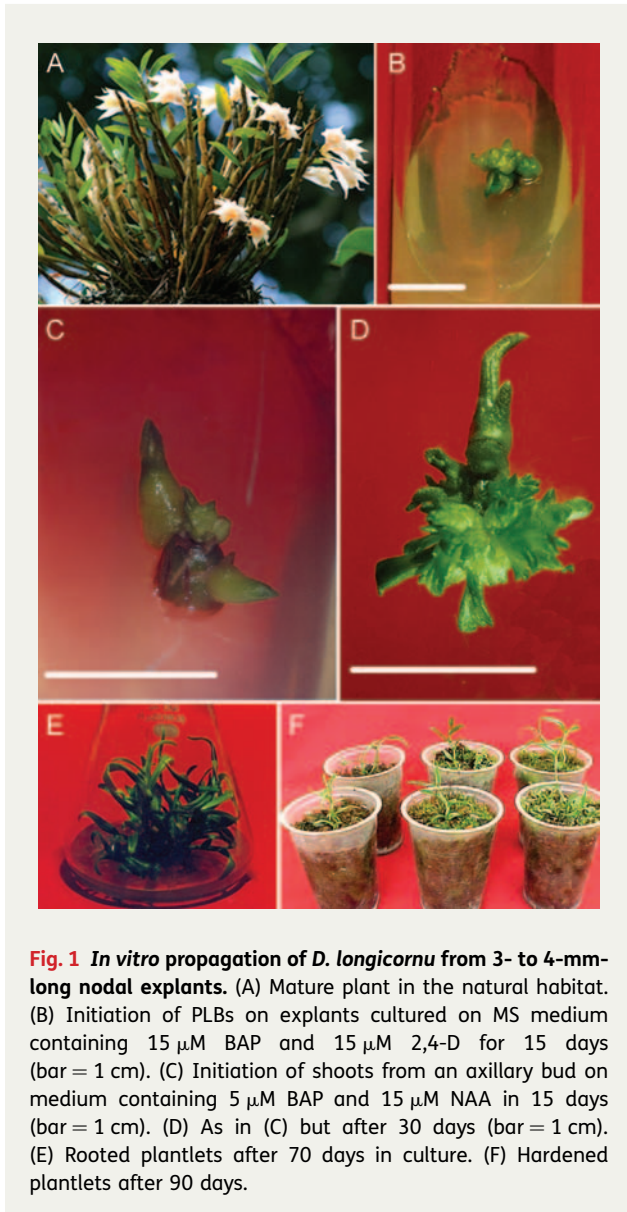 A
B
C
D
E
F
Fig. 1 In vitro propagation of D. longicornu from 3- to 4-mm-
long nodal explants. (A) Mature plant in the natural habitat.
(B) Initiation of PLBs on explants cultured on MS medium
containing 15 μM BAP and 15 μM 2,4-D for 15 days
(bar = 1 cm). (C) Initiation of shoots from an axillary bud on
medium containing 5 μM BAP and 15 μM NAA in 15 days
(bar = 1 cm). (D) As in (C) but after 30 days (bar = 1 cm).
(E) Rooted plantlets after 70 days in culture. (F) Hardened
plantlets after 90 days.